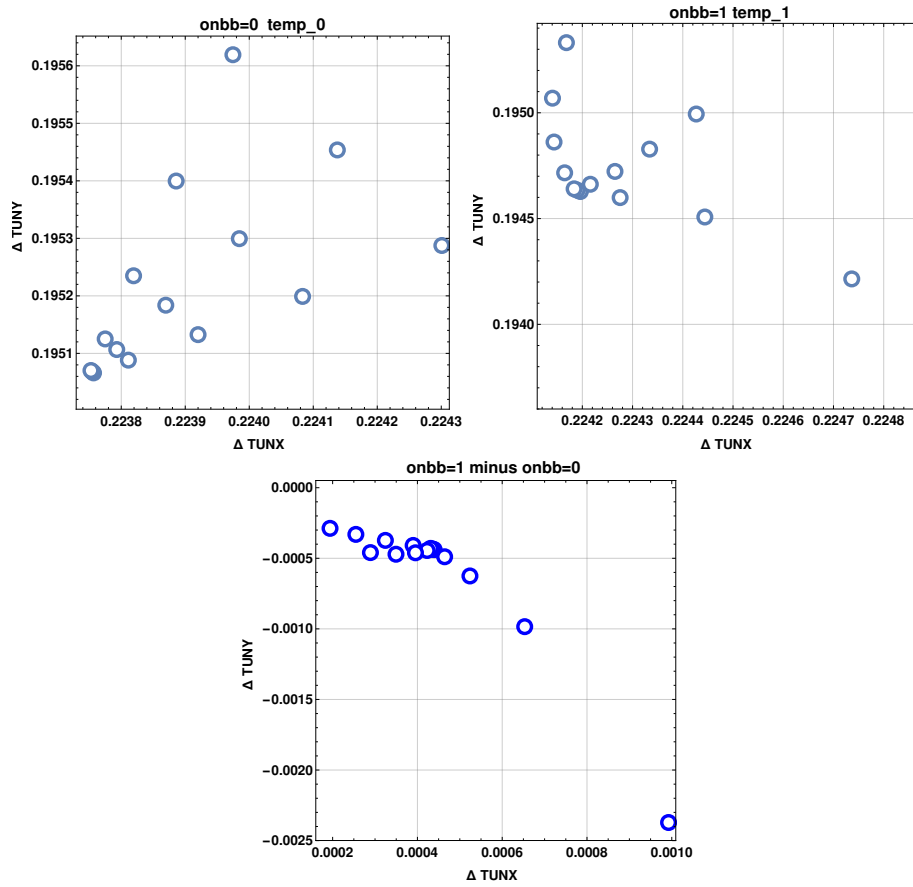 onbb=0 temp_0
0.1956
0.1955
0.1954
0.1953
0.1952
0.1951
Δ TUNY
0.2238 0.2239 0.2240 0.2241 0.2242 0.2243
Δ TUNX
onbb=1 temp_1
0.1950
0.1945
0.1940
Δ TUNY
0.2242 0.2243 0.2244 0.2245 0.2246 0.2247 0.2248
Δ TUNX
onbb=1 minus onbb=0
0.0000
−0.0005
−0.0010
−0.0015
−0.0020
−0.0025
Δ TUNY
0.0002 0.0004 0.0006 0.0008 0.0010
Δ TUNX